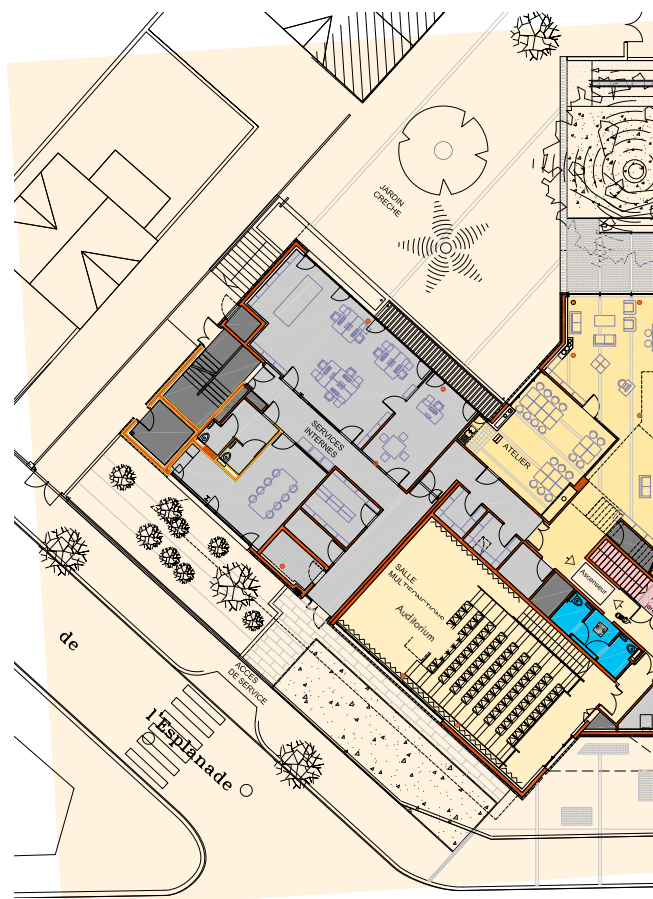 JARDIN
CRECHE
SERVICES
INTERNES
ATELIER
SALLE
MULTIFONCTIONS
Auditorium
Ascenseur
ACCES
DE SERVICE
de
l'Esplanade